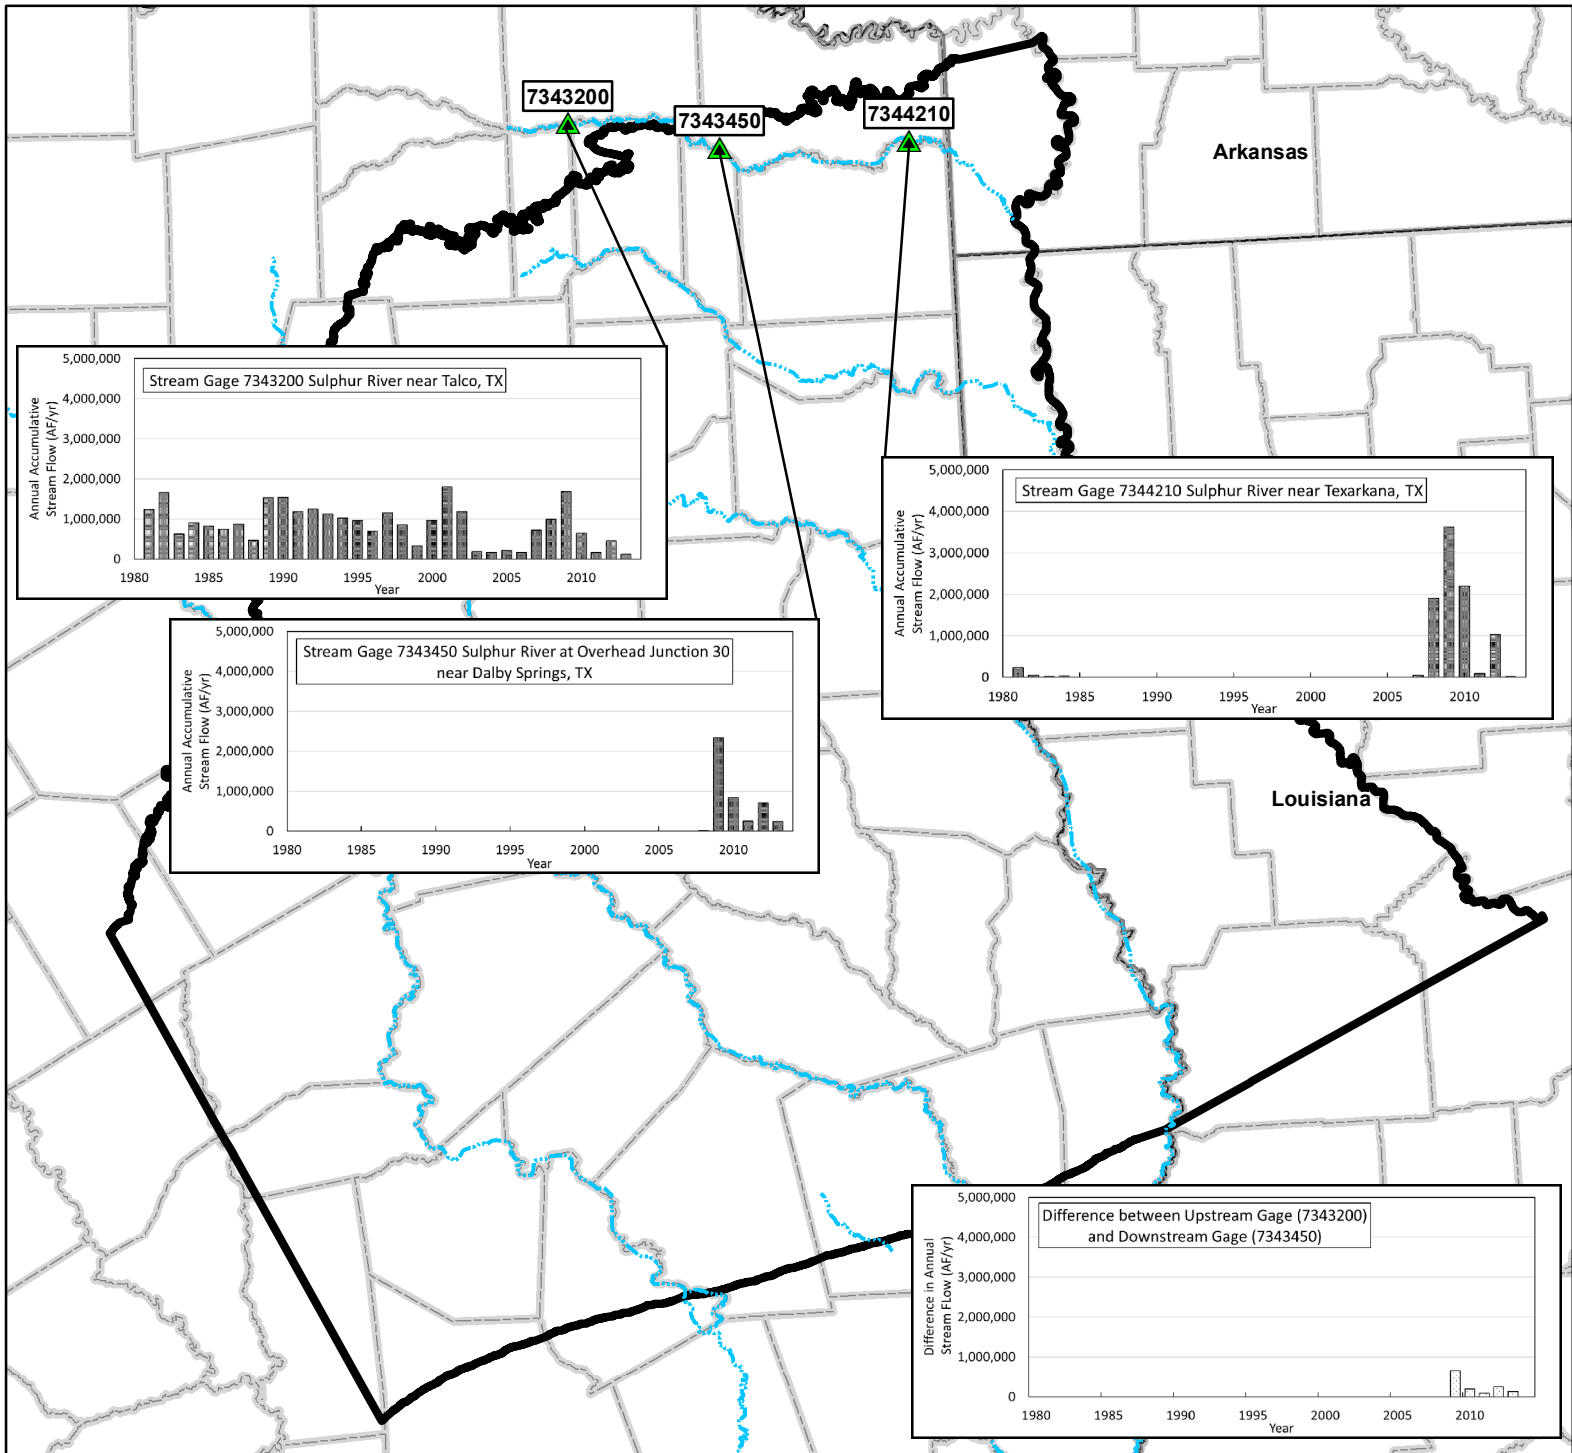 7343200
7343450
7344210
Arkansas
5,000,000
4,000,000
3,000,000
2,000,000
1,000,000
0
Annual Accumulative
Stream Flow (AF/yr)
Stream Gage 7343200 Sulphur River near Talco, TX
1980 1985 1990 1995 2000 2005 2010
Year
5,000,000
4,000,000
3,000,000
2,000,000
1,000,000
0
Annual Accumulative
Stream Flow (AF/yr)
Stream Gage 7344210 Sulphur River near Texarkana, TX
1980 1985 1990 1995 2000 2005 2010
Year
5,000,000
4,000,000
3,000,000
2,000,000
1,000,000
0
Annual Accumulative
Stream Flow (AF/yr)
Stream Gage 7343450 Sulphur River at Overhead Junction 30
near Dalby Springs, TX
1980 1985 1990 1995 2000 2005 2010
Year
Louisiana
5,000,000
4,000,000
3,000,000
2,000,000
1,000,000
0
Difference in Annual
Stream FLow (AF/yr)
Difference between Upstream Gage (7343200)
and Downstream Gage (7343450)
1980 1985 1990 1995 2000 2005 2010
Year